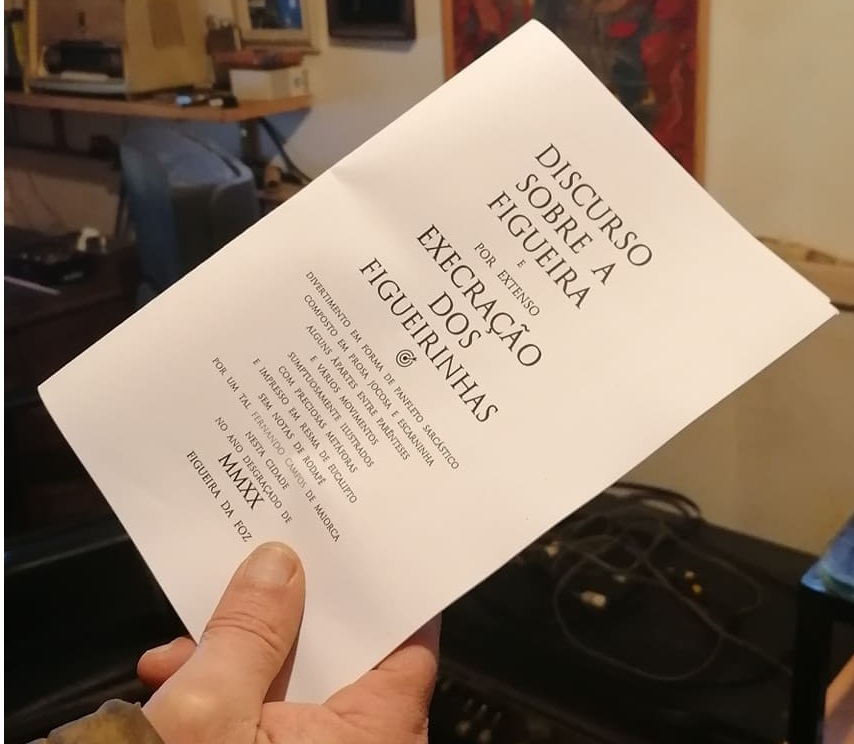 DISCURSO
SOBRE A
FIGUEIRA
E
POR EXTENSO
EXECRAÇÃO
DOS
FIGUEIRINHAS
DIVERTIMENTO EM FORMA DE PANFLETO SARCÁSTICO
COMPOSTO EM PROSA JOCOSA E ESCARNINHA
ALGUNS ÁPARTES ENTRE PARÊNTESES
E VÁRIOS MOVIMENTOS
SUMPTUOSAMENTE ILUSTRADOS
COM PRECIOSAS METÁFORAS
SEM NOTAS DE RODAPÉ
E IMPRESSO EM RESMA DE EUCALIPTO
POR UM TAL FERNANDO CAMPOS DE MAIORCA
NESTA CIDADE
NO ANO DESGRAÇADO DE
MMXX
FIGUEIRA DA FOZ